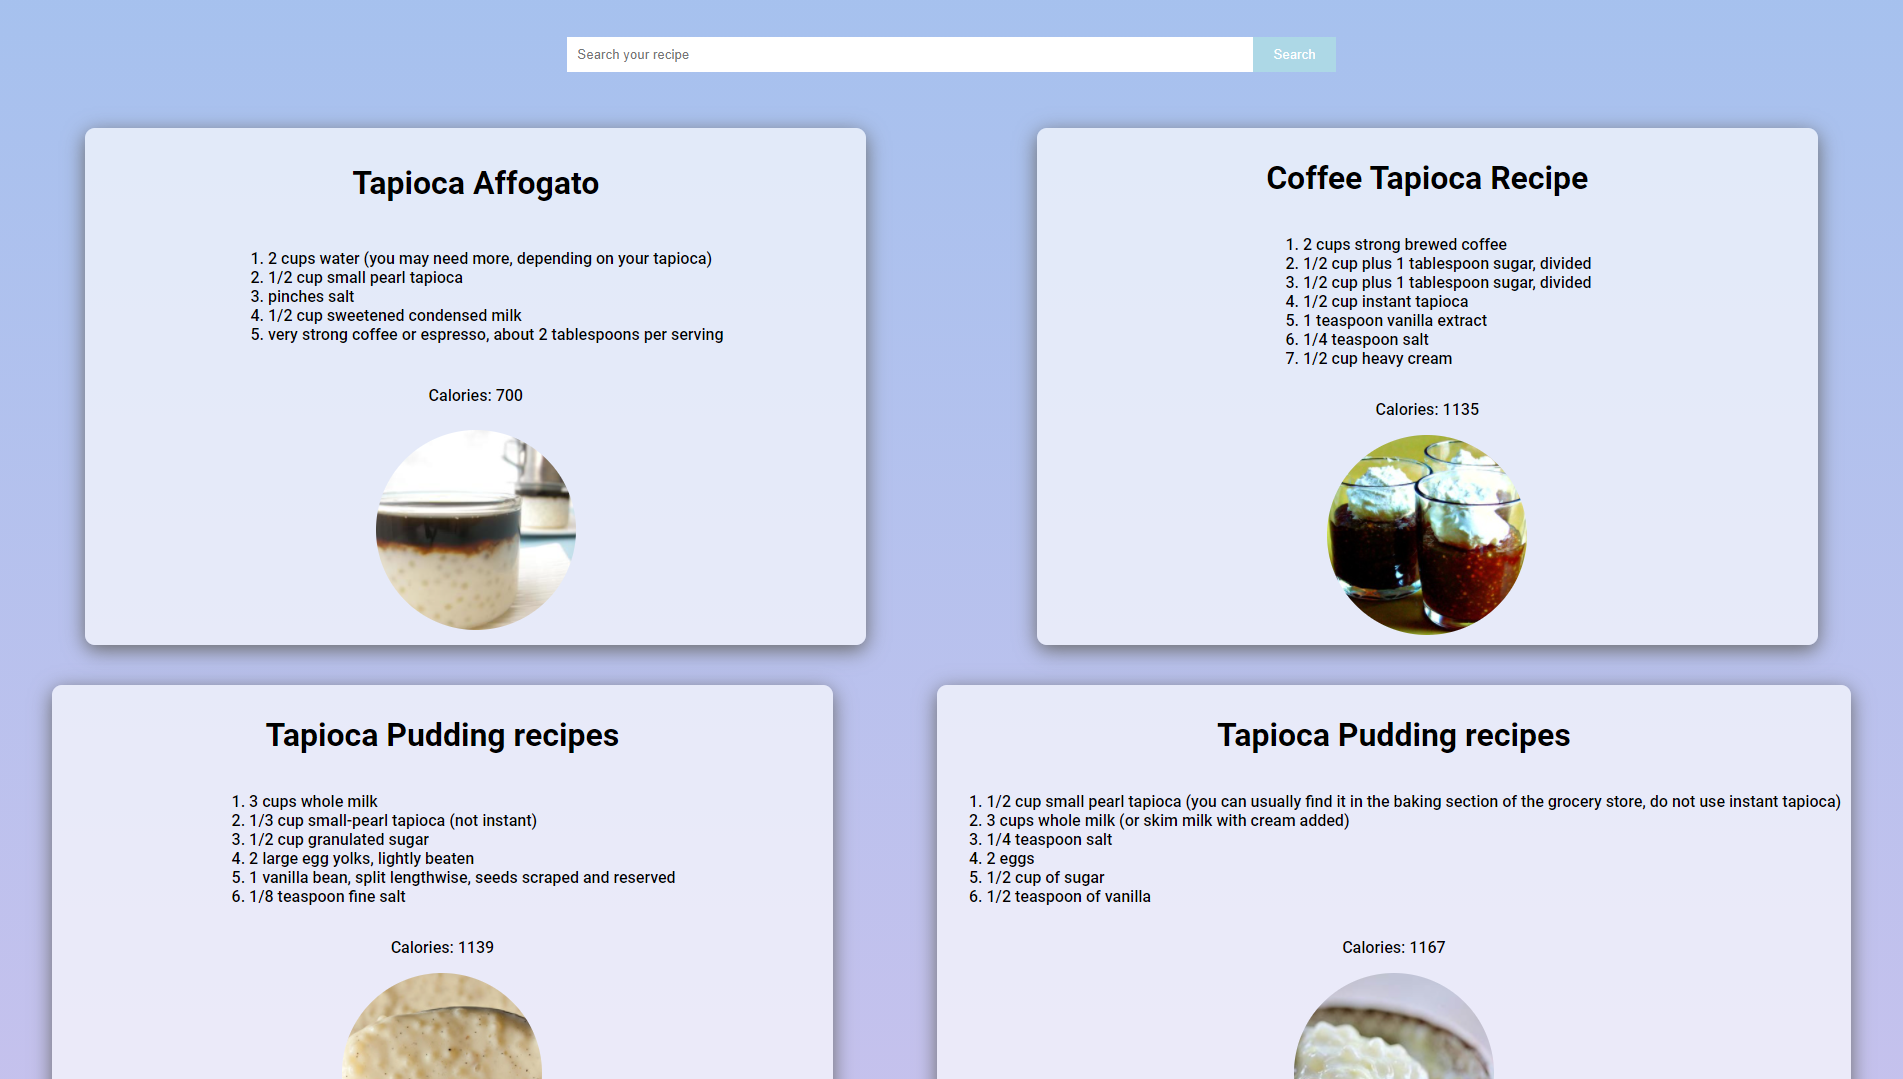 Search your recipe
Search
Tapioca Affogato
1. 2 cups water (you may need more, depending on your tapioca)
2. 1/2 cup small pearl tapioca
3. pinches salt
4. 1/2 cup sweetened condensed milk
5. very strong coffee or espresso, about 2 tablespoons per serving
Calories: 700
Coffee Tapioca Recipe
1. 2 cups strong brewed coffee
2. 1/2 cup plus 1 tablespoon sugar, divided
3. 1/2 cup plus 1 tablespoon sugar, divided
4. 1/2 cup instant tapioca
5. 1 teaspoon vanilla extract
6. 1/4 teaspoon salt
7. 1/2 cup heavy cream
Calories: 1135
Tapioca Pudding recipes
1. 3 cups whole milk
2. 1/3 cup small-pearl tapioca (not instant)
3. 1/2 cup granulated sugar
4. 2 large egg yolks, lightly beaten
5. 1 vanilla bean, split lengthwise, seeds scraped and reserved
6. 1/8 teaspoon fine salt
Calories: 1139
Tapioca Pudding recipes
1. 1/2 cup small pearl tapioca (you can usually find it in the baking section of the grocery store, do not use instant tapioca)
2. 3 cups whole milk (or skim milk with cream added)
3. 1/4 teaspoon salt
4. 2 eggs
5. 1/2 cup of sugar
6. 1/2 teaspoon of vanilla
Calories: 1167